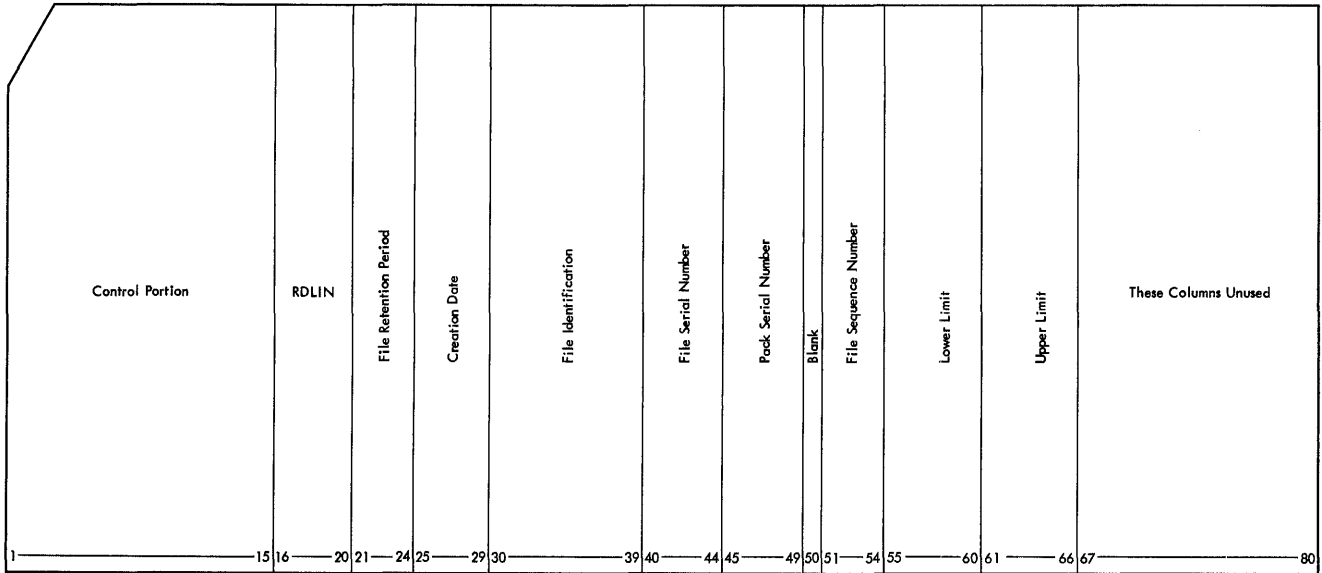 Control Portion
RDLIN
File Retention Period
Creation Date
File Identification
File Serial Number
Pack Serial Number
Blank
File Sequence Number
Lower Limit
Upper Limit
These Columns Unused
1 15 16 20 21 24 25 29 30 39 40 44 45 49 50 51 54 55 60 61 66 67 80